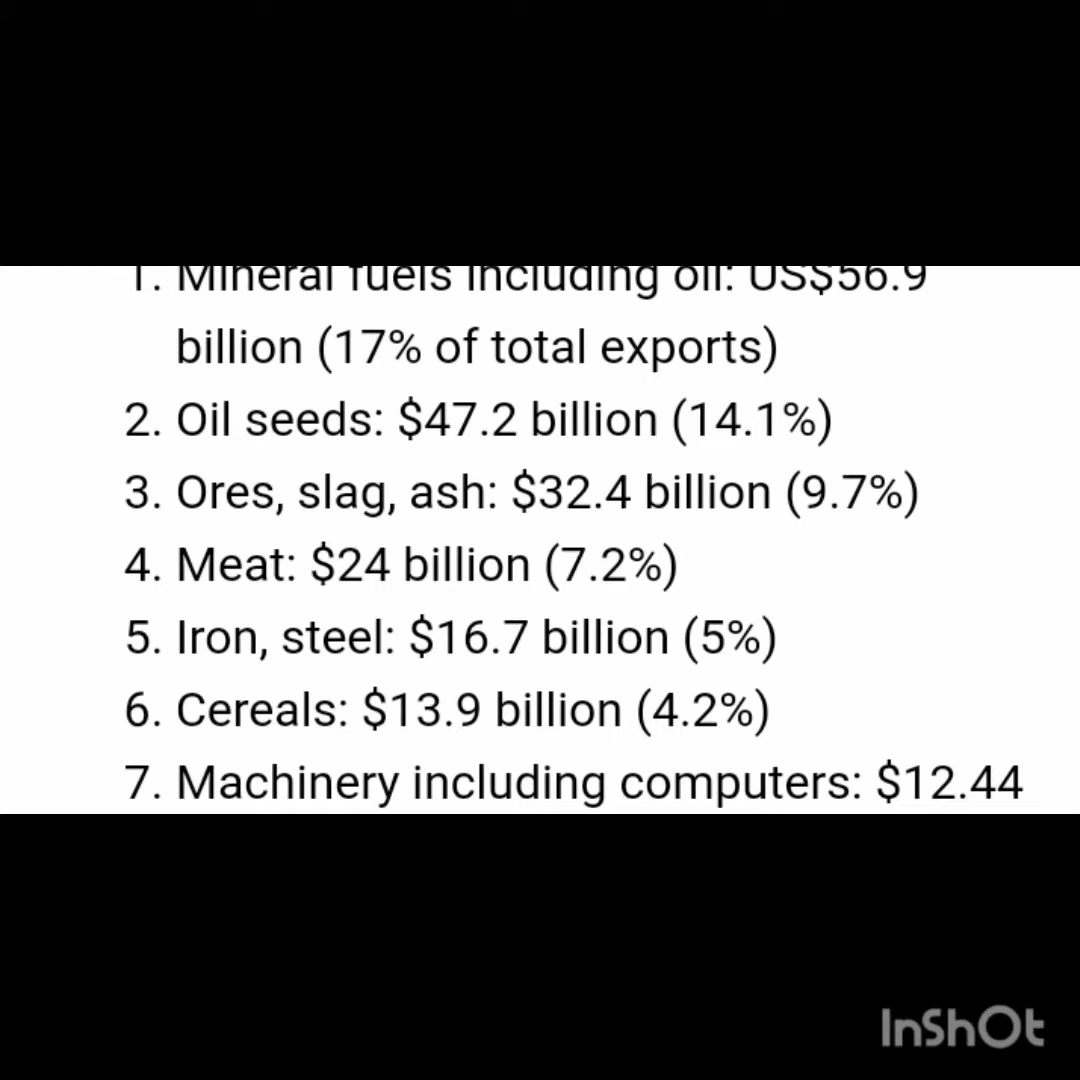 1. Mineral fuels including oil: US$56.9
billion (17% of total exports)
2. Oil seeds: $47.2 billion (14.1%)
3. Ores, slag, ash: $32.4 billion (9.7%)
4. Meat: $24 billion (7.2%)
5. Iron, steel: $16.7 billion (5%)
6. Cereals: $13.9 billion (4.2%)
7. Machinery including computers: $12.44
InShOt